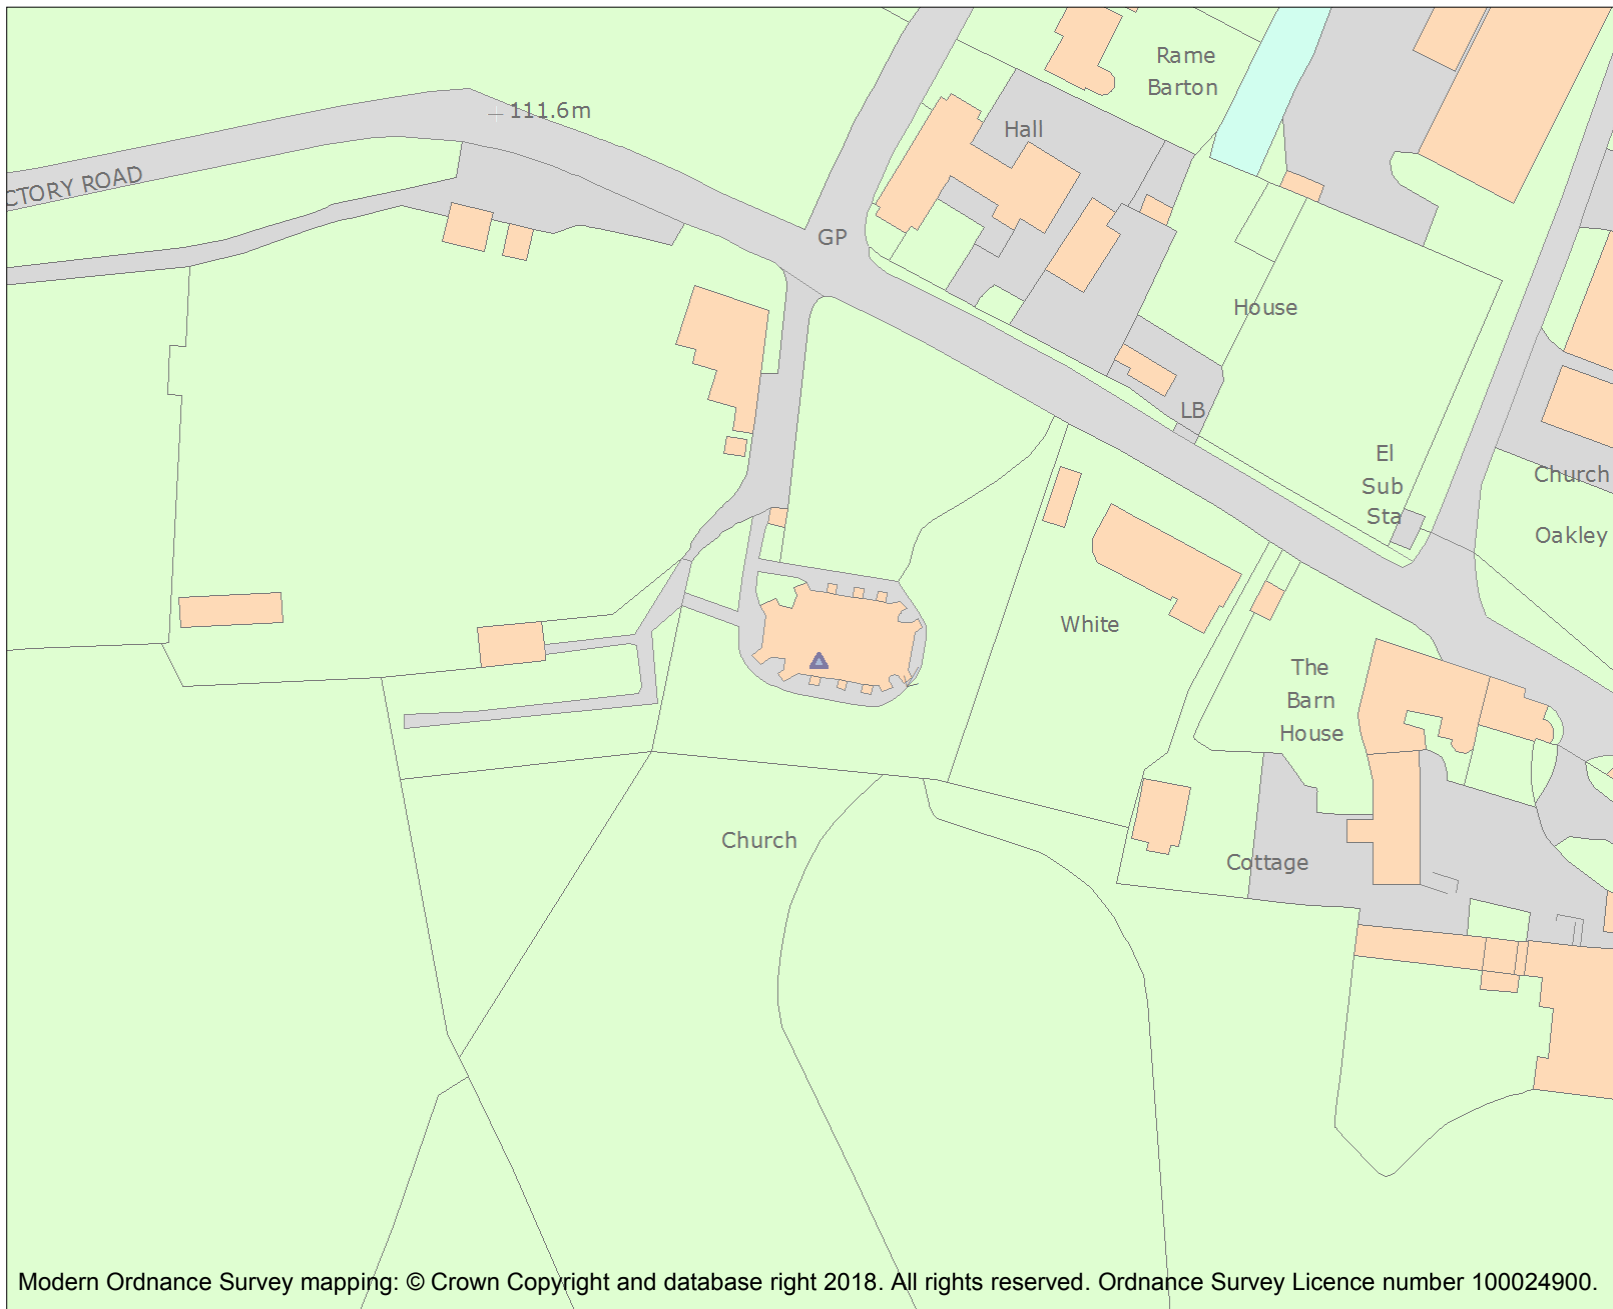 Rame
Barton
111.6m
Hall
CTORY ROAD
GP
House
LB
El
Sub
Sta
Church
Oakley
White
The
Barn
House
Church
Cottage
Modern Ordnance Survey mapping: © Crown Copyright and database right 2018. All rights reserved. Ordnance Survey Licence number 100024900.